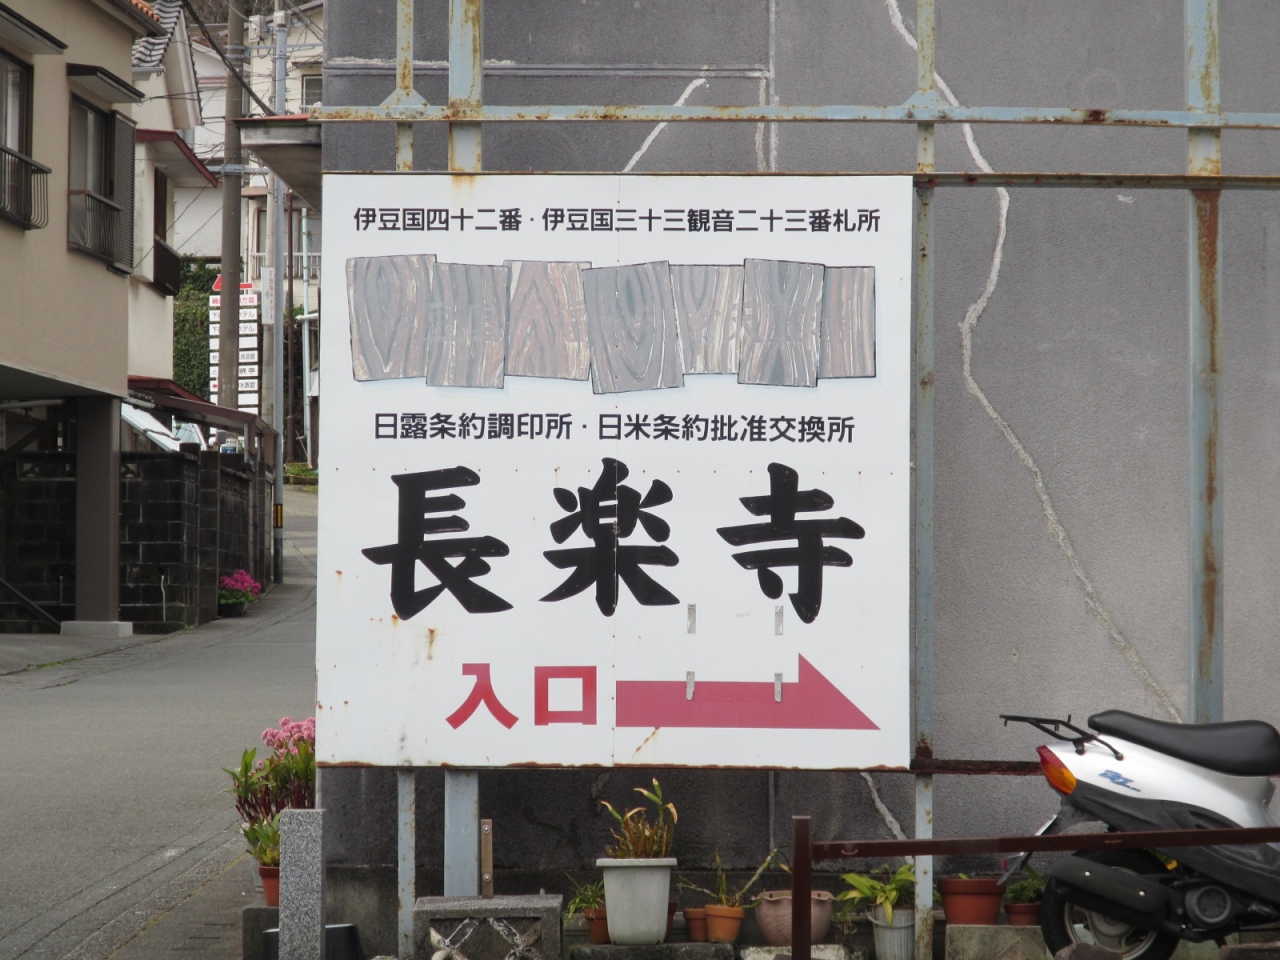 伊豆国四十二番・伊豆国三十三観音二十三番札所
日露条約調印所・日米条約批准交換所
長楽寺
入口